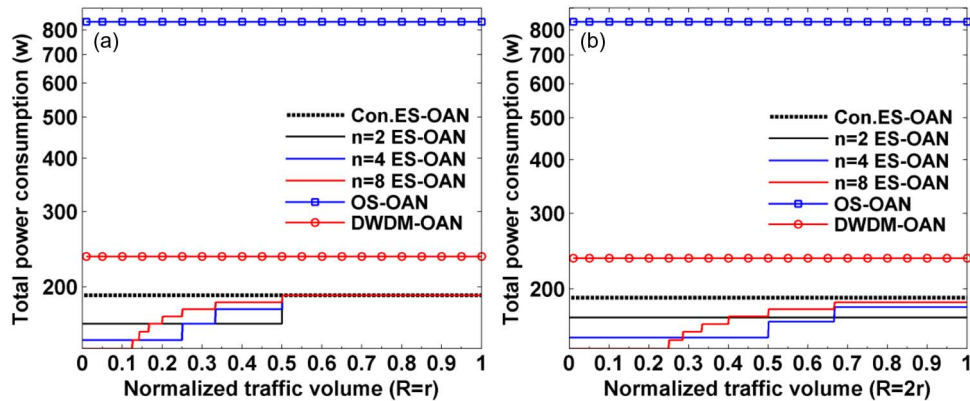 (a)
Total power consumption (w)
800
700
600
500
400
300
200
Con.ES-OAN
n=2 ES-OAN
n=4 ES-OAN
n=8 ES-OAN
OS-OAN
DWDM-OAN
0 0.1 0.2 0.3 0.4 0.5 0.6 0.7 0.8 0.9 1
Normalized traffic volume (R=r)
(b)
Total power consumption (w)
800
700
600
500
400
300
200
Con.ES-OAN
n=2 ES-OAN
n=4 ES-OAN
n=8 ES-OAN
OS-OAN
DWDM-OAN
0 0.1 0.2 0.3 0.4 0.5 0.6 0.7 0.8 0.9 1
Normalized traffic volume (R=2r)